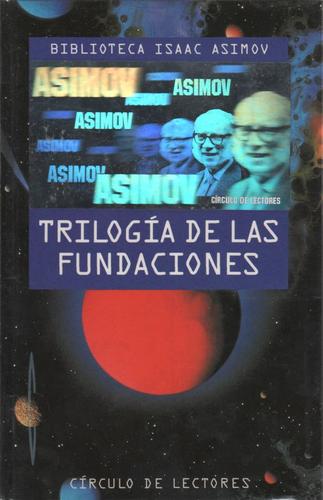 BIBLIOTECA ISAAC ASIMOV
ASIMOV
ASIMOV
ASIMOV
ASIMOV
ASIMOV
ASIMOV
ASIMOV
CÍRCULO DE LECTORES
TRILOGÍA DE LAS
FUNDACIONES
CÍRCULO DE LECTORES